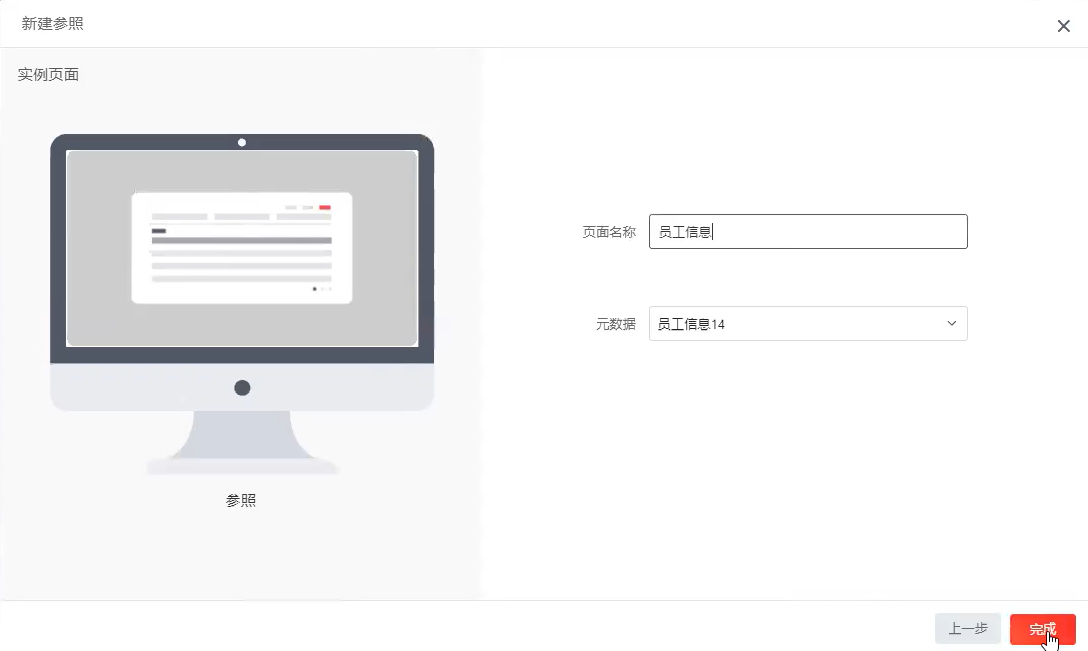 新建参照
实例页面
页面名称 员工信息
元数据 员工信息14
参照
上一步 完成